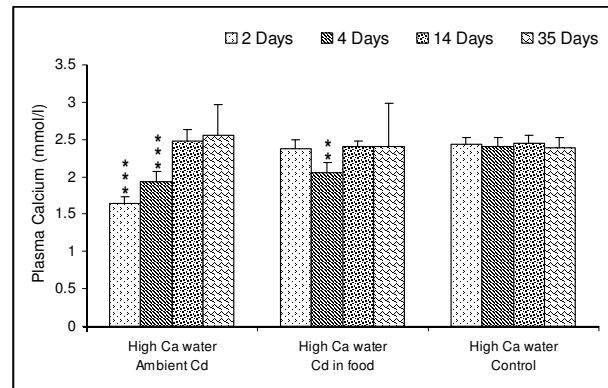 2 Days 4 Days 14 Days 35 Days
Plasma Calcium (mmol/l)
3.5
3
2.5
2
1.5
1
0.5
0
***
***
**
High Ca water
Ambient Cd
High Ca water
Cd in food
High Ca water
Control